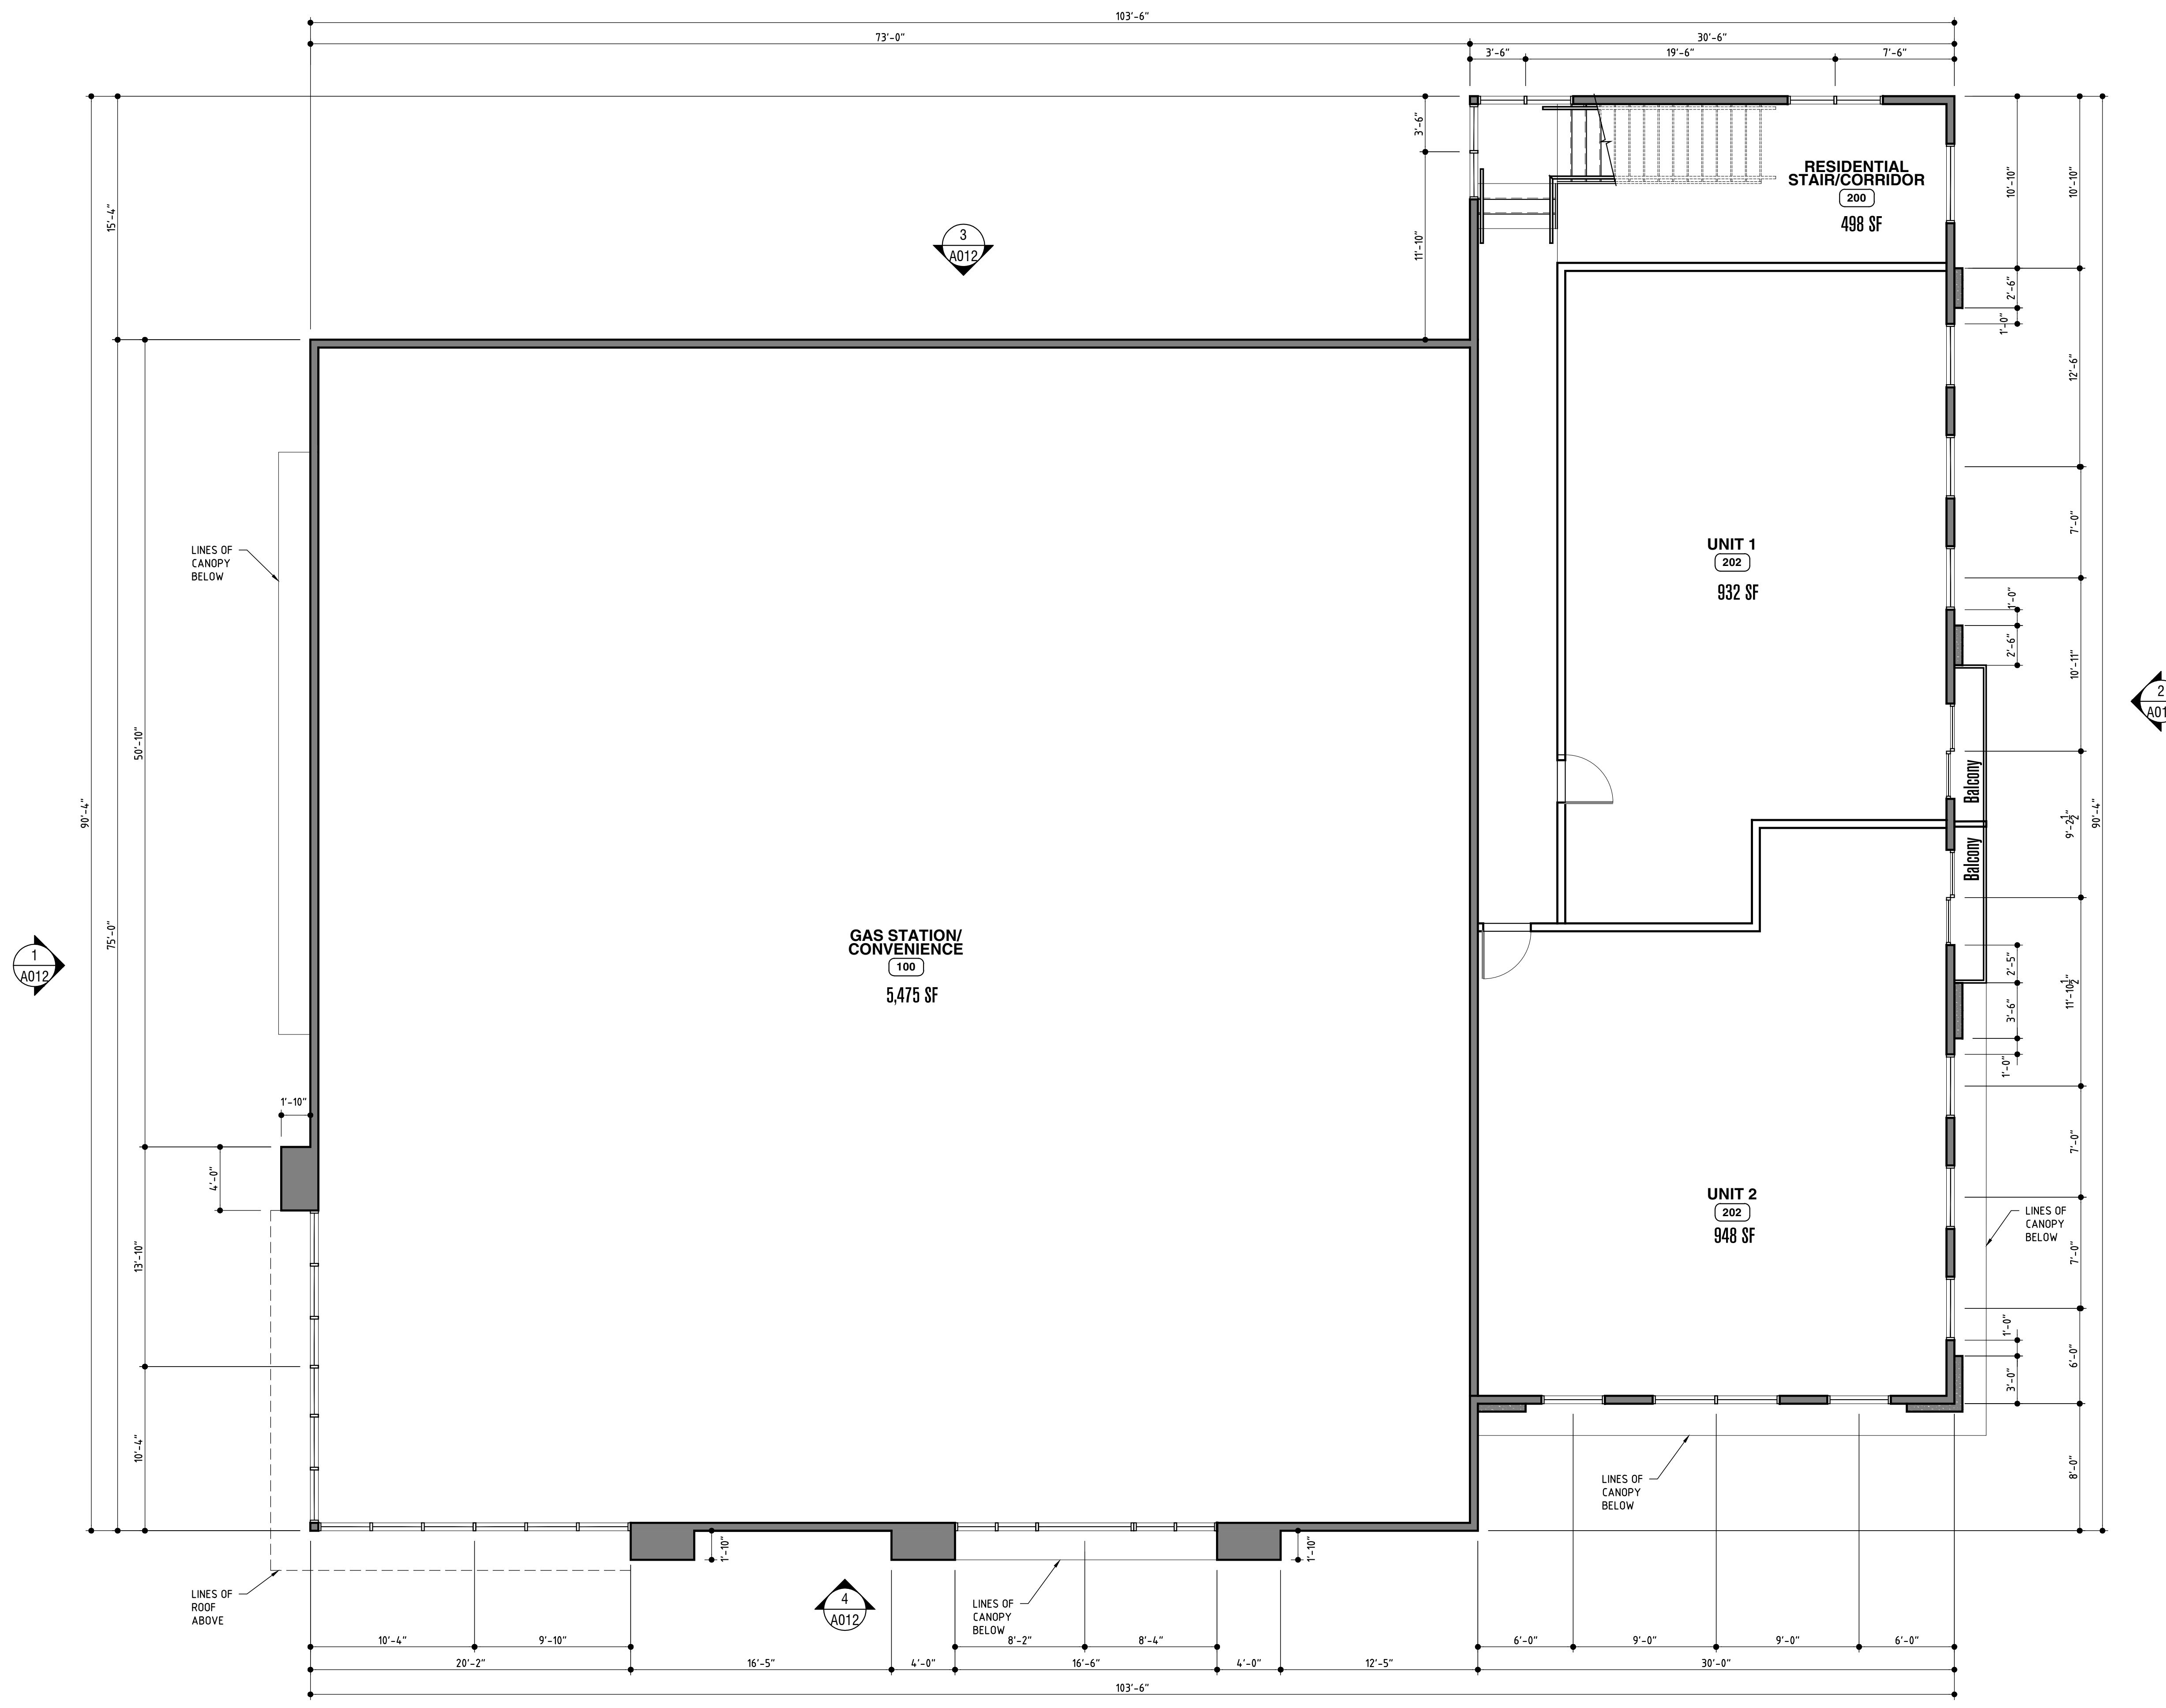 103'-6"
73'-0"
30'-6"
3'-6"
19'-6"
7'-6"
15'-4"
3'-6"
11'-10"
3
A012
RESIDENTIAL
STAIR/CORRIDOR
200
498 SF
10'-10"
10'-10"
2'-6"
1'-0"
12'-6"
LINES OF
CANOPY
BELOW
UNIT 1
202
932 SF
7'-0"
1'-0"
2'-6"
10'-11"
2
A01
50'-10"
90'-4"
75'-0"
Balcony
Balcony
9'-2 1/2"
90'-4"
GAS STATION/
CONVENIENCE
100
5,475 SF
1
A012
2'-5"
3'-6"
1'-0"
11'-10 1/2"
1'-10"
4'-0"
7'-0"
UNIT 2
202
948 SF
LINES OF
CANOPY
BELOW
13'-10"
7'-0"
1'-0"
3'-0"
6'-0"
10'-4"
LINES OF
CANOPY
BELOW
8'-0"
1'-10"
1'-10"
LINES OF
ROOF
ABOVE
4
A012
LINES OF
CANOPY
BELOW
10'-4"
9'-10"
8'-2"
8'-4"
6'-0"
9'-0"
9'-0"
6'-0"
20'-2"
16'-5"
4'-0"
16'-6"
4'-0"
12'-5"
30'-0"
103'-6"